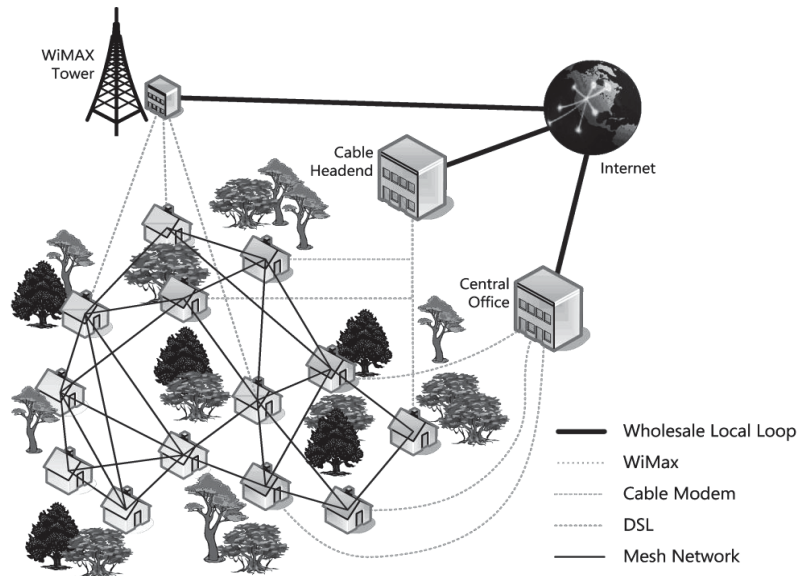 WiMAX
Tower
Cable
Headend
Internet
Central
Office
Wholesale Local Loop
WiMax
Cable Modem
DSL
Mesh Network